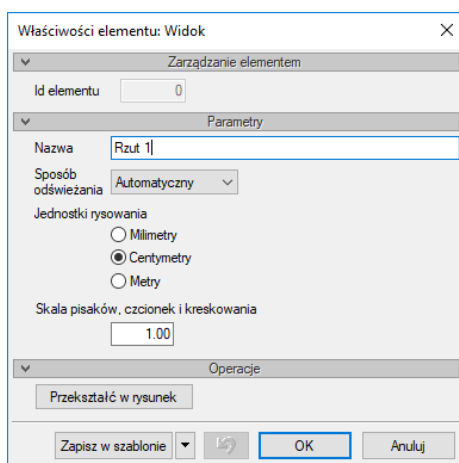 Właściwości elementu: Widok
Zarządzanie elementem
Id elementu 0
Parametry
Nazwa Rzut 1
Sposób
odświeżania Automatyczny
Jednostki rysowania
Milimetry
Centymetry
Metry
Skala pisaków, czcionek i kreskowania
1.00
Operacje
Przekształć w rysunek
Zapisz w szablonie OK Anuluj